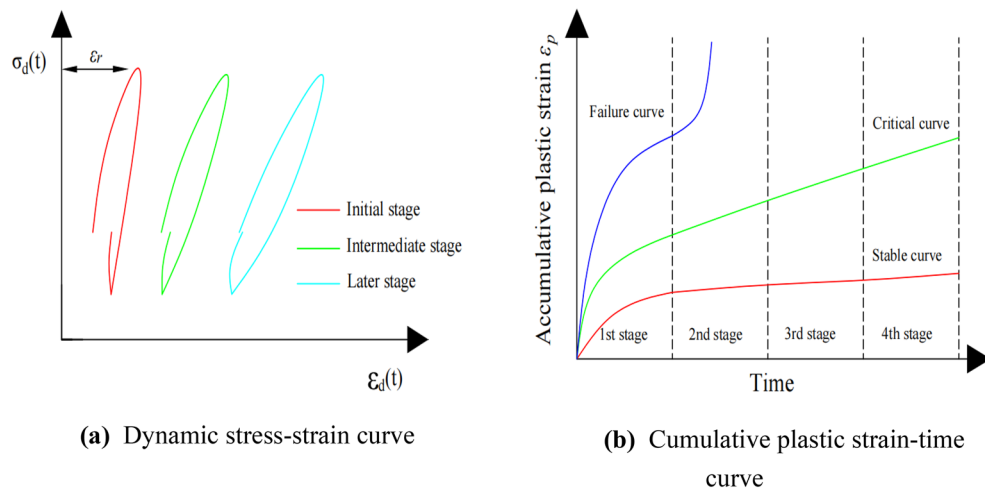 σd(t)
εr
Initial stage
Intermediate stage
Later stage
εd(t)
(a) Dynamic stress-strain curve
Accumulative plastic strain εp
Failure curve
Critical curve
Stable curve
1st stage
2nd stage
3rd stage
4th stage
Time
(b) Cumulative plastic strain-time
curve